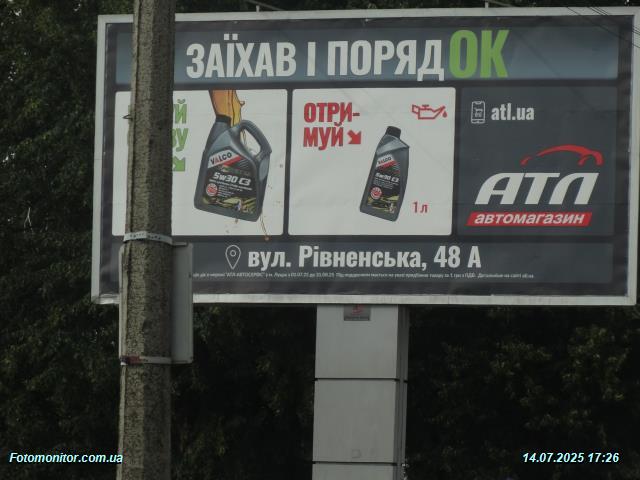 ЗАЇХАВ І ПОРЯДОК
ОТРИ-
МУЙ
atl.ua
VALCO
5w30 C3
VALCO
5w30 C3
1 л
АТЛ
автомагазин
вул. Рівненська, 48 А
Fotomonitor.com.ua
14.07.2025 17:26